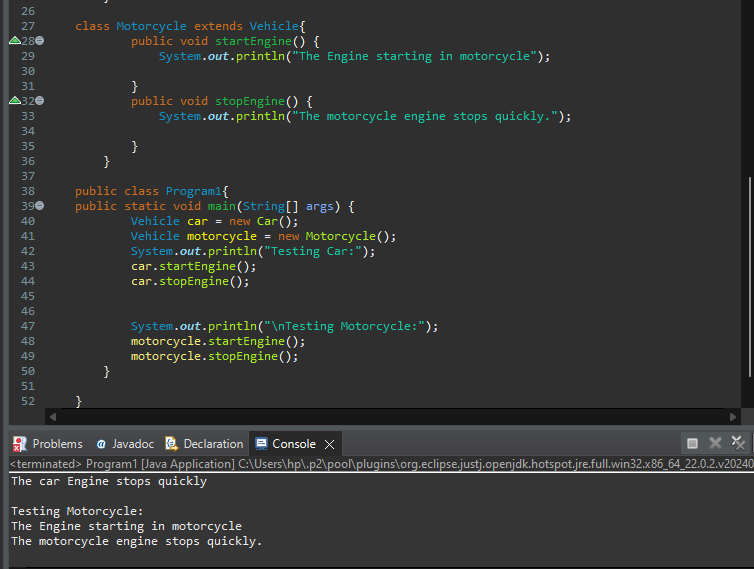 26
27 class Motorcycle extends Vehicle{
28 public void startEngine() {
29 System.out.println("The Engine starting in motorcycle");
30
31 }
32 public void stopEngine() {
33 System.out.println("The motorcycle engine stops quickly.");
34
35 }
36 }
37
38 public class Program1{
39 public static void main(String[] args) {
40 Vehicle car = new Car();
41 Vehicle motorcycle = new Motorcycle();
42 System.out.println("Testing Car:");
43 car.startEngine();
44 car.stopEngine();
45
46
47 System.out.println("\nTesting Motorcycle:");
48 motorcycle.startEngine();
49 motorcycle.stopEngine();
50 }
51
52 }
Problems @ Javadoc Declaration Console
<terminated> Program1 [Java Application] C:\Users\hp\.p2\pool\plugins\org.eclipse.justj.openjdk.hotspot.jre.full.win32.x86_64_22.0.2.v20240
The car Engine stops quickly
Testing Motorcycle:
The Engine starting in motorcycle
The motorcycle engine stops quickly.